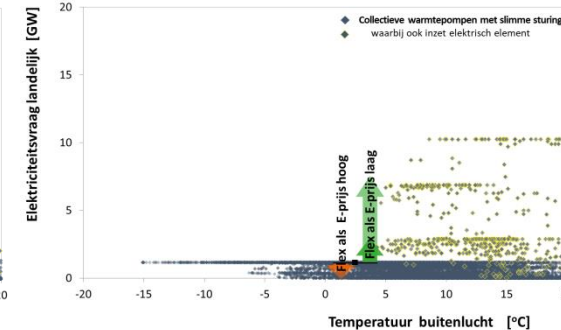 20
Collectieve warmtepompen met slimme sturing
waarbij ook inzet elektrisch element
Elektriciteitsvraag landelijk [GW]
15
10
5
0
Flex als E-prijs hoog
Flex als E-prijs laag
20
-20
-15
-10
-5
0
5
10
15
Temperatuur buitenlucht [°C]